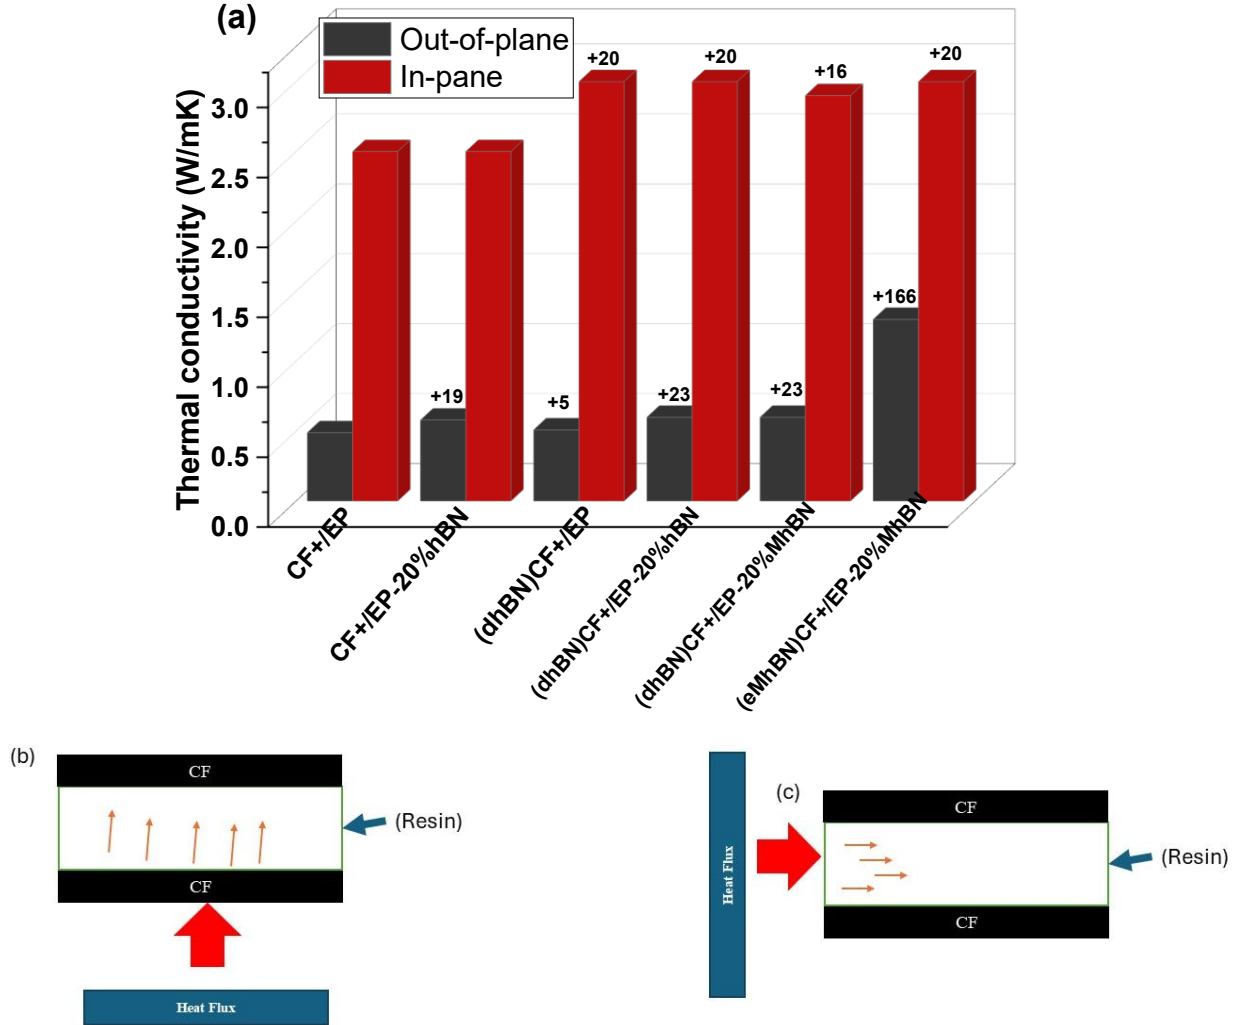 (a)
Out-of-plane
In-pane
Thermal conductivity (W/mK)
3.0
2.5
2.0
1.5
1.0
0.5
0.0
+19
+5
+20
+23
+20
+23
+16
+166
+20
CF+/EP
CF+/EP-20%hBN
(dhBN)CF+/EP
(dhBN)CF+/EP-20%hBN
(dhBN)CF+/EP-20%MhBN
(eMhBN)CF+/EP-20%MhBN
(b)
CF
(Resin)
CF
Heat Flux
(c)
Heat Flux
CF
(Resin)
CF